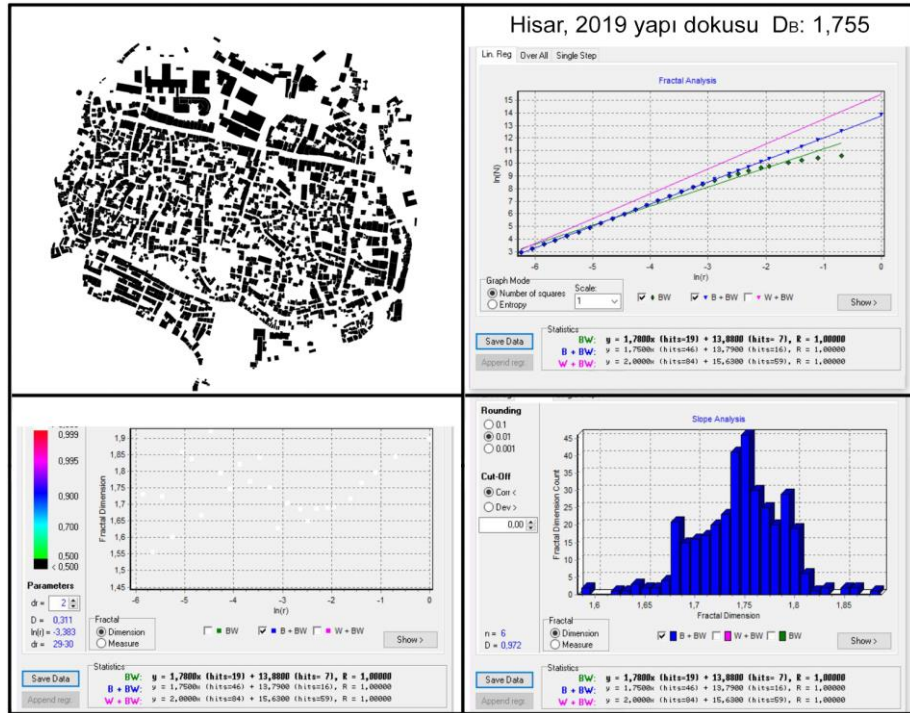 Hisar, 2019 yapı dokusu DB: 1,755
Lin. Reg Over All Single Step
Fractal Analysis
15
14
13
12
11
10
9
8
7
6
5
4
3
ln(N)
-6 -5 -4 -3 -2 -1 0
ln(r)
Graph Mode
Number of squares
Entropy
Scale:
1
BW B + BW W + BW
Show >
Save Data
Append regr.
Statistics
BW: y = 1,7800x (hits=19) + 13,8800 (hits= 7), R = 1,00000
B + BW: y = 1,7500x (hits=46) + 13,7900 (hits=16), R = 1,00000
W + BW: y = 2,0000x (hits=84) + 15,6300 (hits=59), R = 1,00000
0.999
0.995
0.900
0.700
0.500
< 0.500
Parameters
dr = 2
D = 0,311
ln(r) = -3,383
dr = 29-30
1,9
1,85
1,8
1,75
1,7
1,65
1,6
1,55
1,5
1,45
Fractal Dimension
-6 -5 -4 -3 -2 -1 0
ln(r)
Fractal
Dimension
Measure
BW B + BW W + BW
Show >
Save Data
Append regr.
Statistics
BW: y = 1,7800x (hits=19) + 13,8800 (hits= 7), R = 1,00000
B + BW: y = 1,7500x (hits=46) + 13,7900 (hits=16), R = 1,00000
W + BW: y = 2,0000x (hits=84) + 15,6300 (hits=59), R = 1,00000
Rounding
0.1
0.01
0.001
Cut-Off
Corr <
Dev >
0,00
n = 6
D = 0,972
Slope Analysis
45
40
35
30
25
20
15
10
5
0
Fractal Dimension Count
1,6 1,65 1,7 1,75 1,8 1,85
Fractal Dimension
Fractal
Dimension
Measure
B + BW W + BW BW
Show >
Save Data
Append regr.
Statistics
BW: y = 1,7800x (hits=19) + 13,8800 (hits= 7), R = 1,00000
B + BW: y = 1,7500x (hits=46) + 13,7900 (hits=16), R = 1,00000
W + BW: y = 2,0000x (hits=84) + 15,6300 (hits=59), R = 1,00000